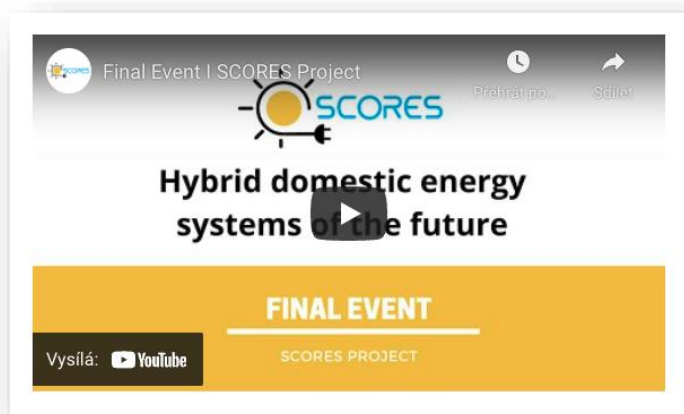 SCORES
Final Event I SCORES Project
Přehrát po...
Sdílet
SCORES
Hybrid domestic energy
systems of the future
FINAL EVENT
SCORES PROJECT
Vysílá: YouTube